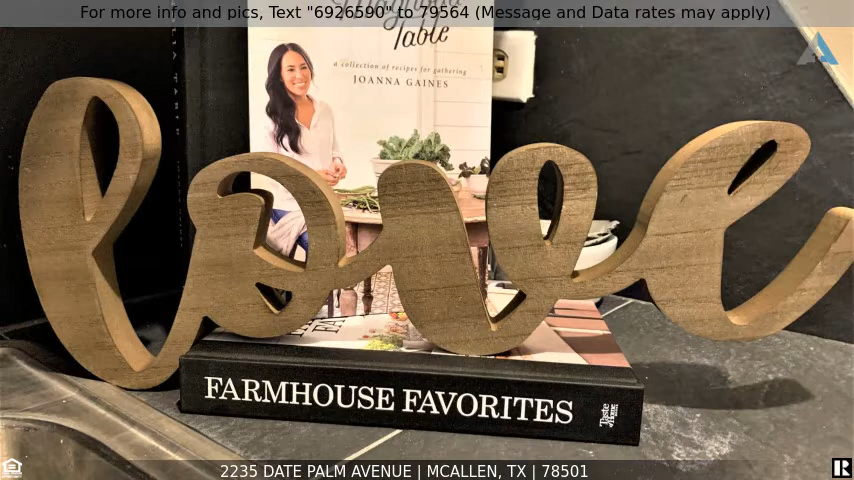 For more info and pics, Text "6926590" to 79564 (Message and Data rates may apply)
Table
a collection of recipes for gathering
JOANNA GAINES
love
FARMHOUSE FAVORITES
Taste of Home
2235 DATE PALM AVENUE | MCALLEN, TX | 78501